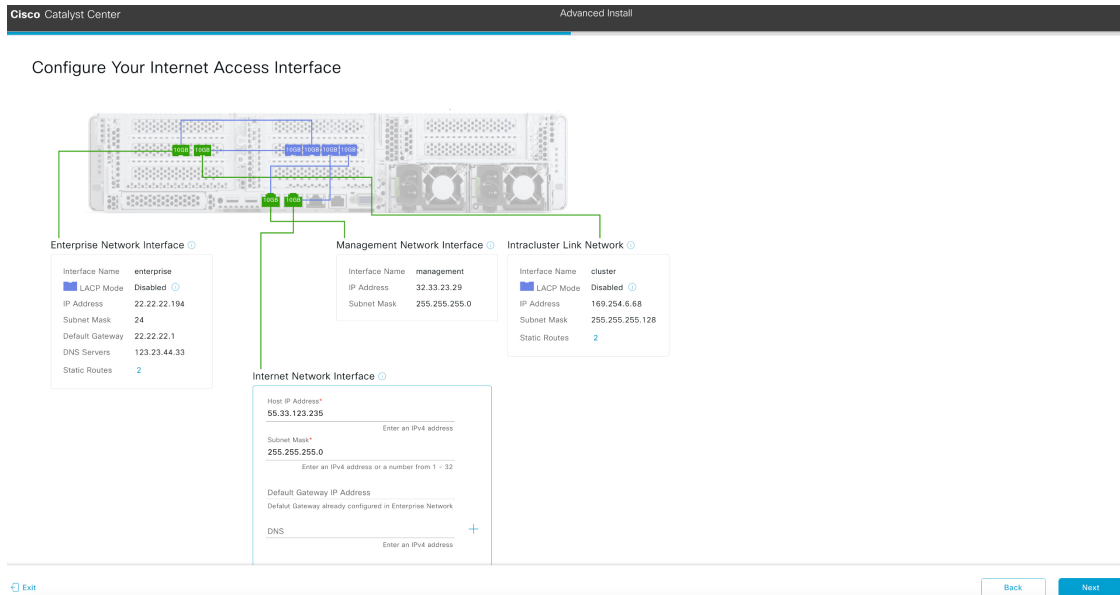 Cisco Catalyst Center
Advanced Install
Configure Your Internet Access Interface
10GB 10GB 10GB 10GB 10GB 10GB
10GB 10GB
Enterprise Network Interface
Interface Name enterprise
LACP Mode Disabled
IP Address 22.22.22.194
Subnet Mask 24
Default Gateway 22.22.22.1
DNS Servers 123.23.44.33
Static Routes 2
Management Network Interface
Interface Name management
IP Address 32.33.23.29
Subnet Mask 255.255.255.0
Intracluster Link Network
Interface Name cluster
LACP Mode Disabled
IP Address 169.254.6.68
Subnet Mask 255.255.255.128
Static Routes 2
Internet Network Interface
Host IP Address*
55.33.123.235
Enter an IPv4 address
Subnet Mask*
255.255.255.0
Enter an IPv4 address or a number from 1 - 32
Default Gateway IP Address
Defalut Gateway already configured in Enterprise Network
DNS
Enter an IPv4 address
Exit
Back
Next